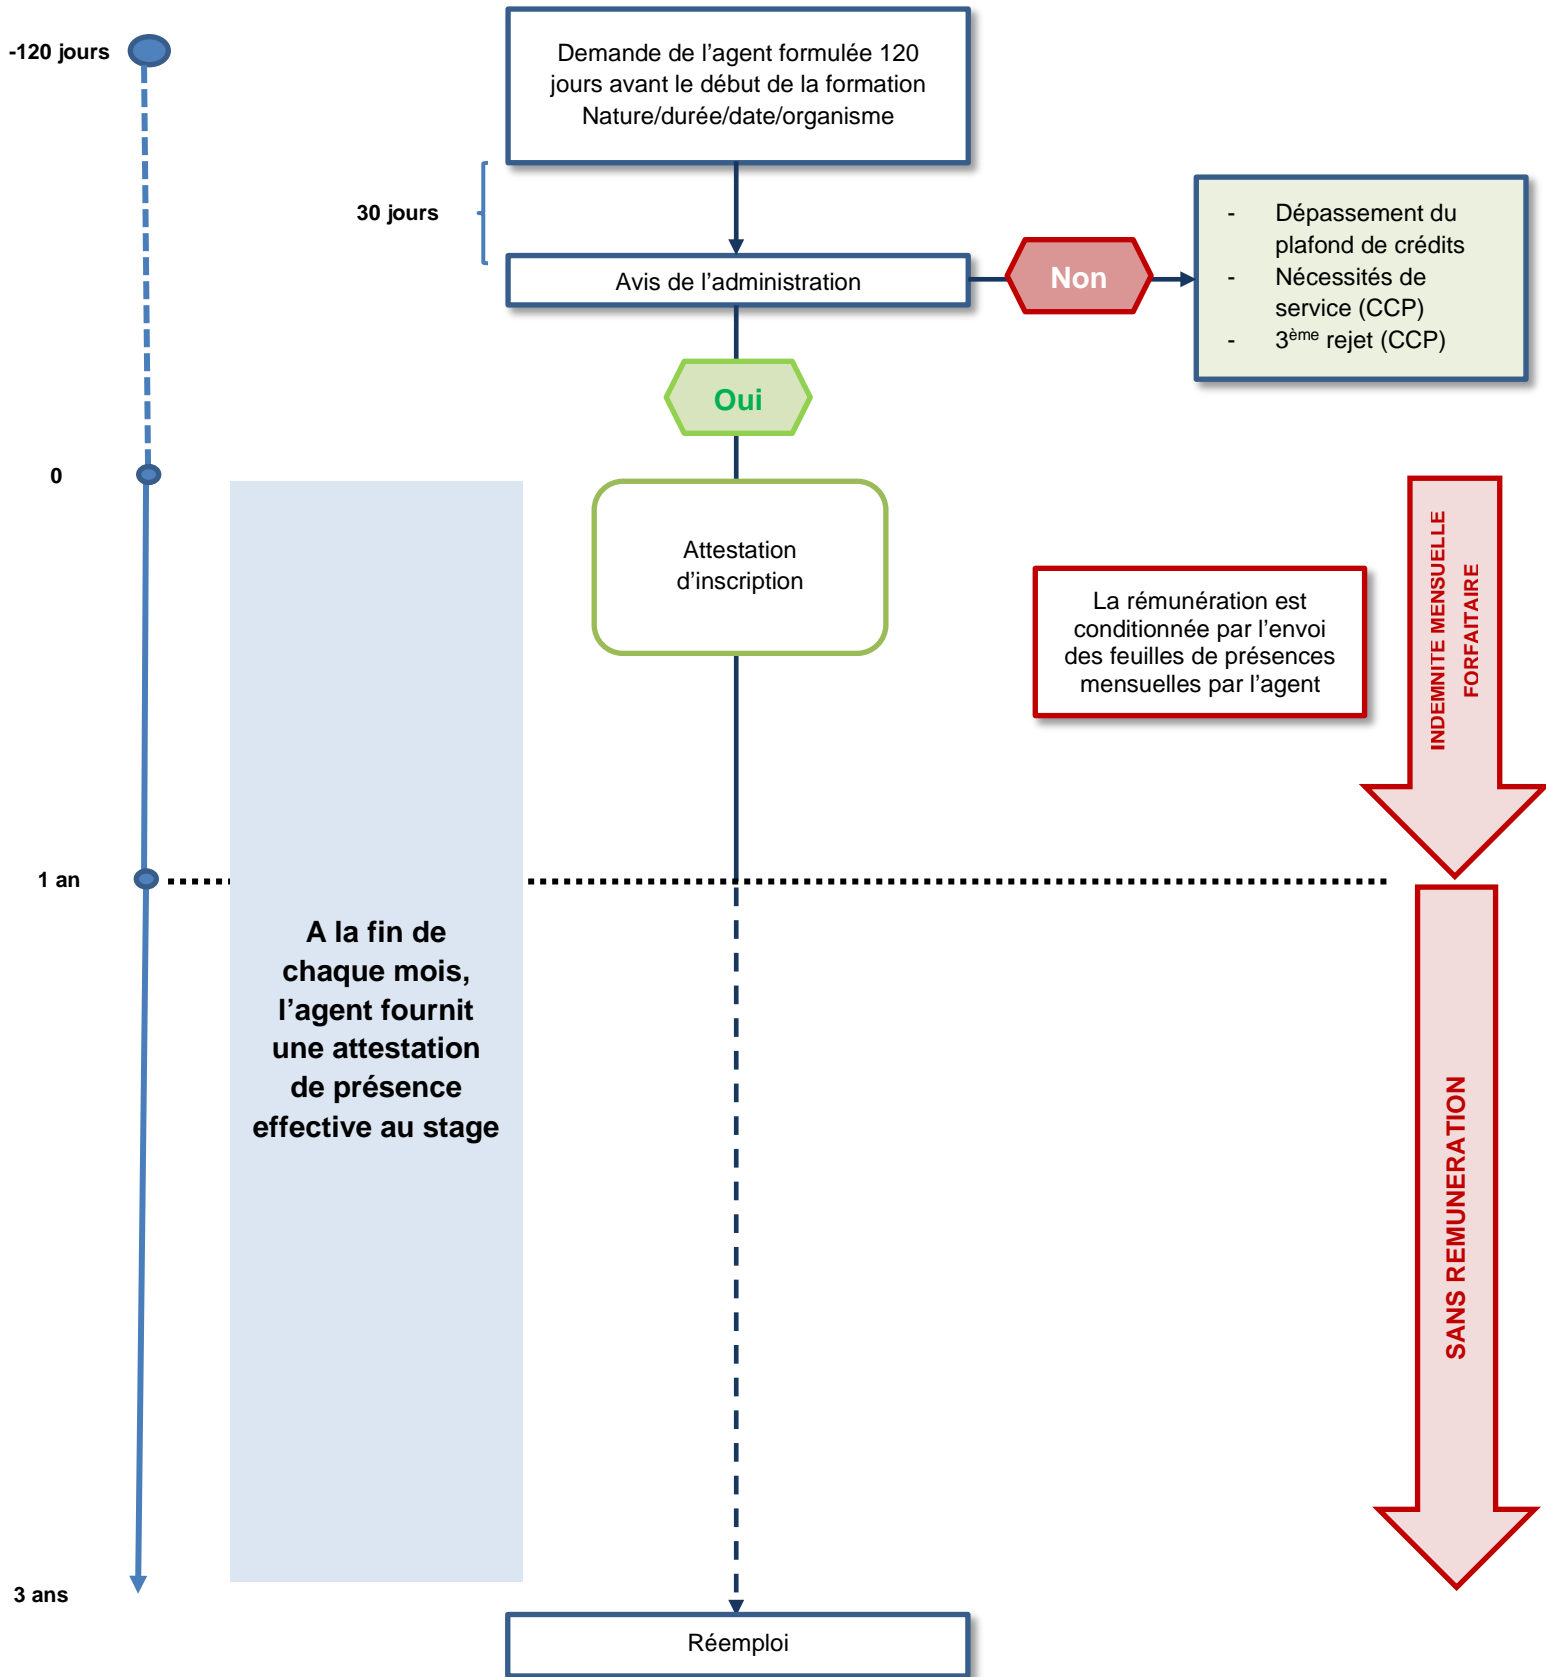 -120 jours
Demande de l’agent formulée 120
jours avant le début de la formation
Nature/durée/date/organisme
30 jours
Avis de l’administration
Non
- Dépassement du
plafond de crédits
- Nécessités de
service (CCP)
- 3ème rejet (CCP)
Oui
0
Attestation
d’inscription
La rémunération est
conditionnée par l’envoi
des feuilles de présences
mensuelles par l’agent
INDEMNITE MENSUELLE
FORFAITAIRE
1 an
A la fin de
chaque mois,
l’agent fournit
une attestation
de présence
effective au stage
SANS REMUNERATION
3 ans
Réemploi